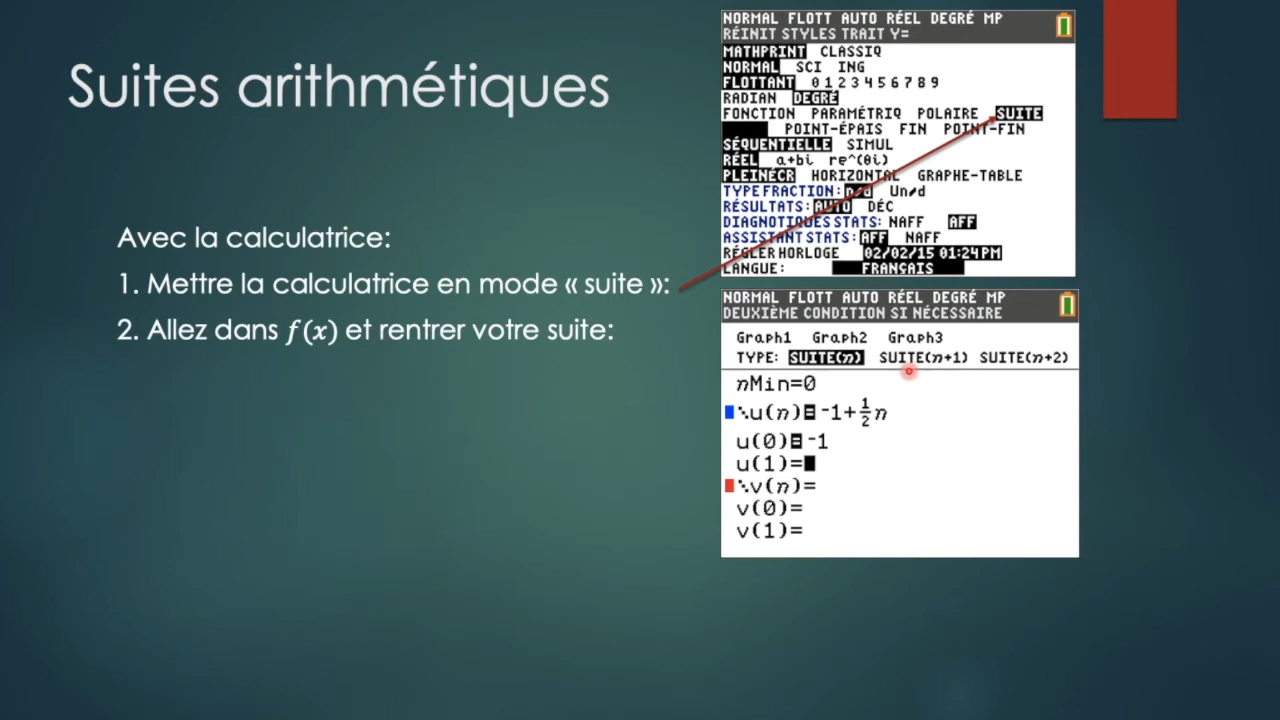 Suites arithmétiques
Avec la calculatrice:
1. Mettre la calculatrice en mode « suite »:
2. Allez dans f(x) et rentrer votre suite:
NORMAL FLOTT AUTO RÉEL DEGRÉ MP
RÉINIT STYLES TRAIT Y=
MATHPRINT CLASSIQ
NORMAL SCI ING
FLOTTANT 0 1 2 3 4 5 6 7 8 9
RADIAN DEGRÉ
FONCTION PARAMÉTRIQ POLAIRE SUITE
POINT-ÉPAIS FIN POINT-FIN
SÉQUENTIELLE SIMUL
RÉEL a+bi re^(θi)
PLEINÉCR HORIZONTAL GRAPHE-TABLE
TYPE FRACTION: n/d Un/d
RÉSULTATS: AUTO DÉC
DIAGNOTIQUES STATS: NAFF AFF
ASSISTANT STATS: AFF NAFF
RÉGLER HORLOGE 02/02/15 01:24PM
LANGUE: FRANÇAIS
NORMAL FLOTT AUTO RÉEL DEGRÉ MP
DEUXIÈME CONDITION SI NÉCESSAIRE
Graph1 Graph2 Graph3
TYPE: SUITE(n) SUITE(n+1) SUITE(n+2)
nMin=0
u(n)=-1+1/2n
u(0)=-1
u(1)=
v(n)=
v(0)=
v(1)=